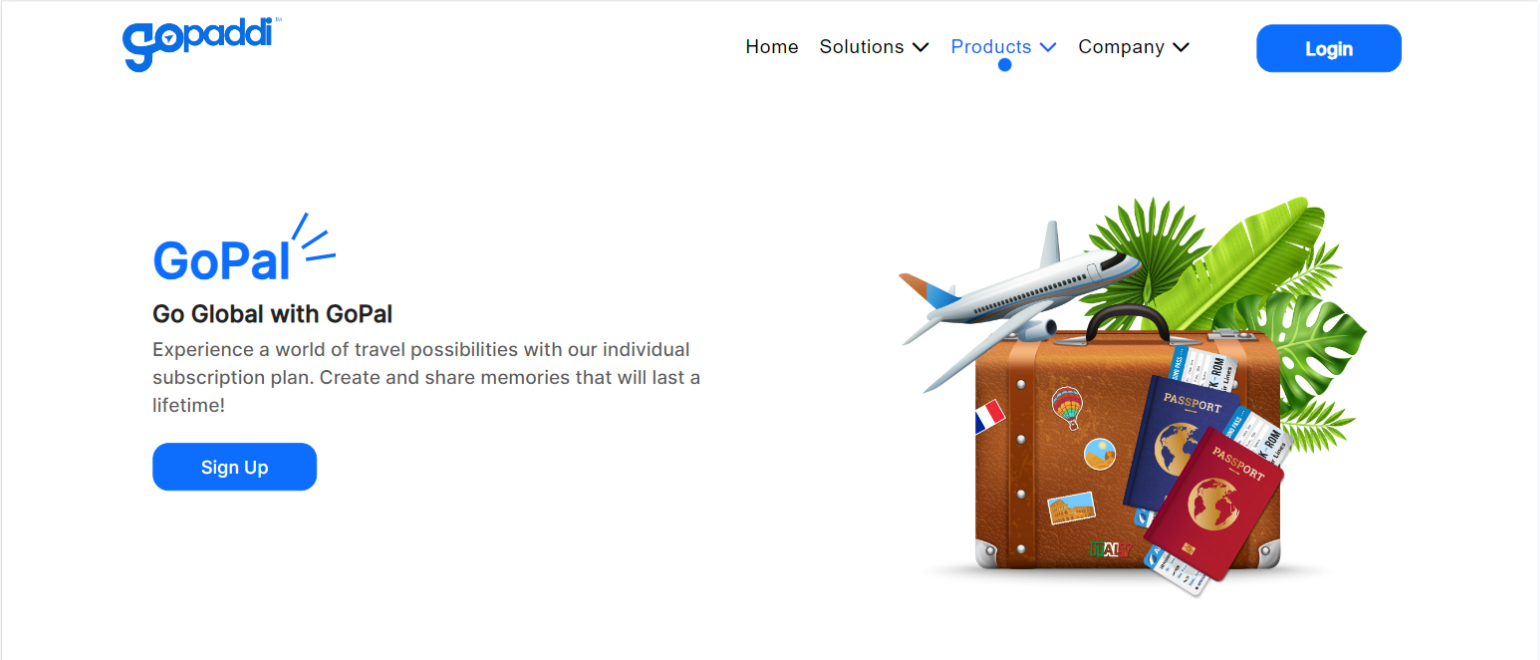 gopaddi™
Home Solutions Products Company Login
GoPal
Go Global with GoPal
Experience a world of travel possibilities with our individual
subscription plan. Create and share memories that will last a
lifetime!
Sign Up
PASSPORT
PASSPORT
ITALY